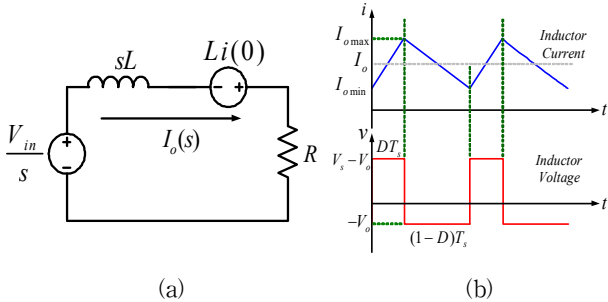 sL
Li(0)
V_in
s
I_o(s)
R
(a)
i
I_o max
I_o
I_o min
Inductor
Current
t
v
DT_s
V_s − V_o
Inductor
Voltage
t
−V_o
(1−D)T_s
(b)